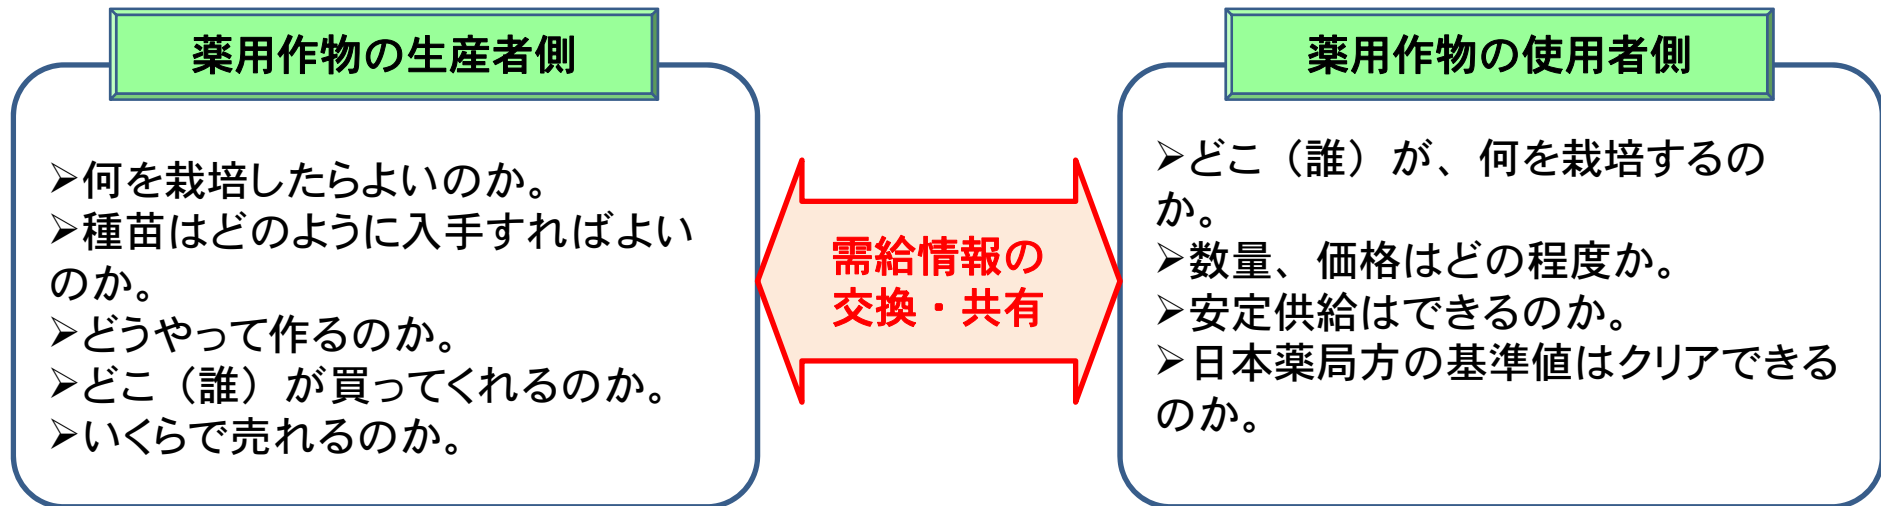 薬用作物の生産者側
➢何を栽培したらよいのか。
➢種苗はどのように入手すればよい
のか。
➢どうやって作るのか。
➢どこ（誰）が買ってくれるのか。
➢いくらで売れるのか。
需給情報の
交換・共有
薬用作物の使用者側
➢どこ（誰）が、何を栽培するの
か。
➢数量、価格はどの程度か。
➢安定供給はできるのか。
➢日本薬局方の基準値はクリアできる
のか。